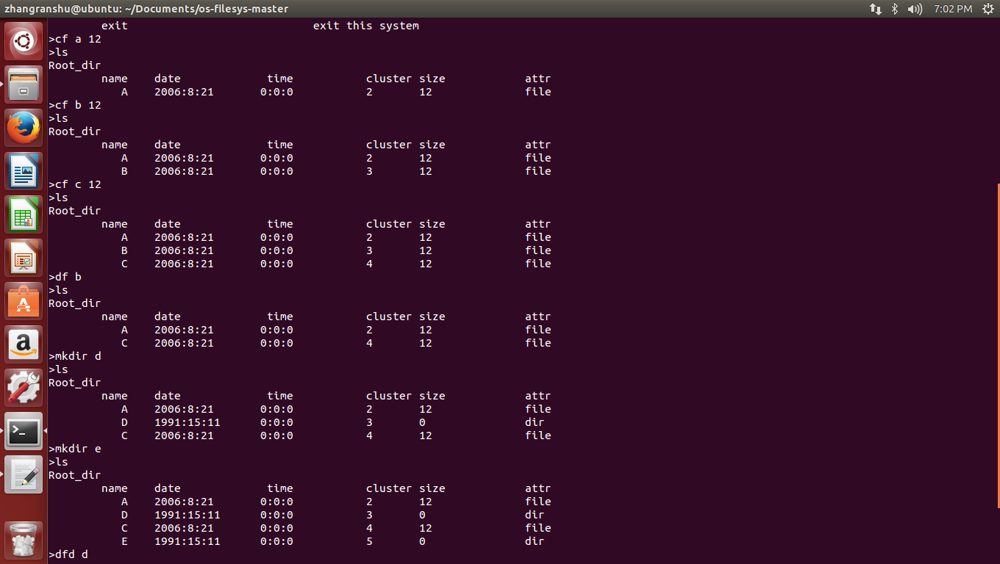 zhangranshu@ubuntu: ~/Documents/os-filesys-master 7:02 PM
exit exit this system
>cf a 12
>ls
Root_dir
name date time cluster size attr
A 2006:8:21 0:0:0 2 12 file
>cf b 12
>ls
Root_dir
name date time cluster size attr
A 2006:8:21 0:0:0 2 12 file
B 2006:8:21 0:0:0 3 12 file
>cf c 12
>ls
Root_dir
name date time cluster size attr
A 2006:8:21 0:0:0 2 12 file
B 2006:8:21 0:0:0 3 12 file
C 2006:8:21 0:0:0 4 12 file
>df b
>ls
Root_dir
name date time cluster size attr
A 2006:8:21 0:0:0 2 12 file
C 2006:8:21 0:0:0 4 12 file
>mkdir d
>ls
Root_dir
name date time cluster size attr
A 2006:8:21 0:0:0 2 12 file
D 1991:15:11 0:0:0 3 0 dir
C 2006:8:21 0:0:0 4 12 file
>mkdir e
>ls
Root_dir
name date time cluster size attr
A 2006:8:21 0:0:0 2 12 file
D 1991:15:11 0:0:0 3 0 dir
C 2006:8:21 0:0:0 4 12 file
E 1991:15:11 0:0:0 5 0 dir
>dfd d